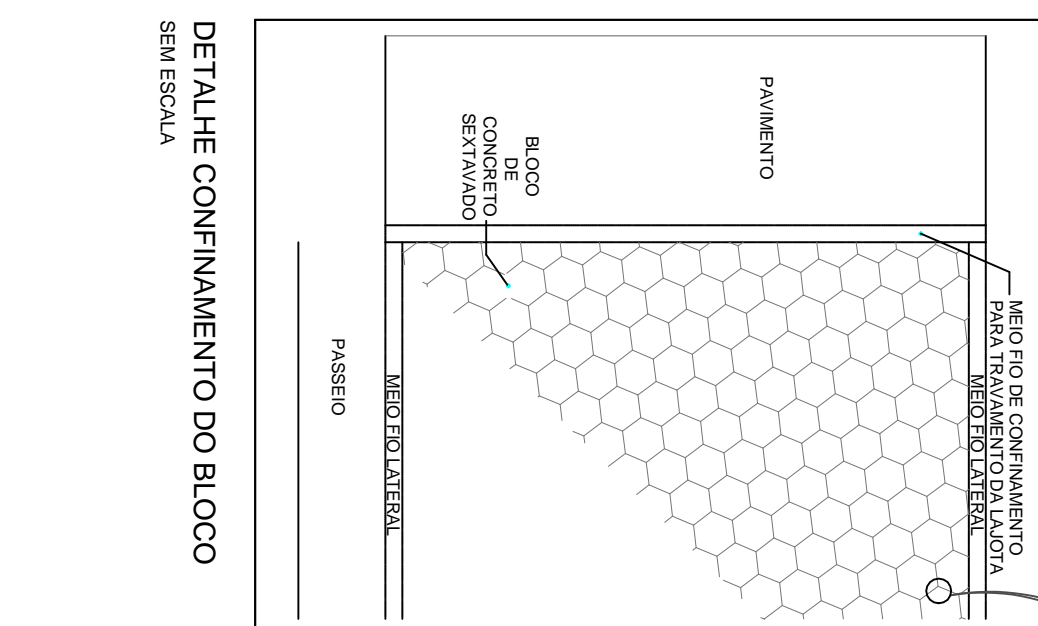 MEIO FIO DE CONFINAMENTO
PARA TRAVAMENTO DA LAJOTA
MEIO FIO LATERAL
PAVIMENTO
BLOCO
DE
CONCRETO
SEXTAVADO
MEIO FIO LATERAL
PASSEIO
DETALHE CONFINAMENTO DO BLOCO
SEM ESCALA